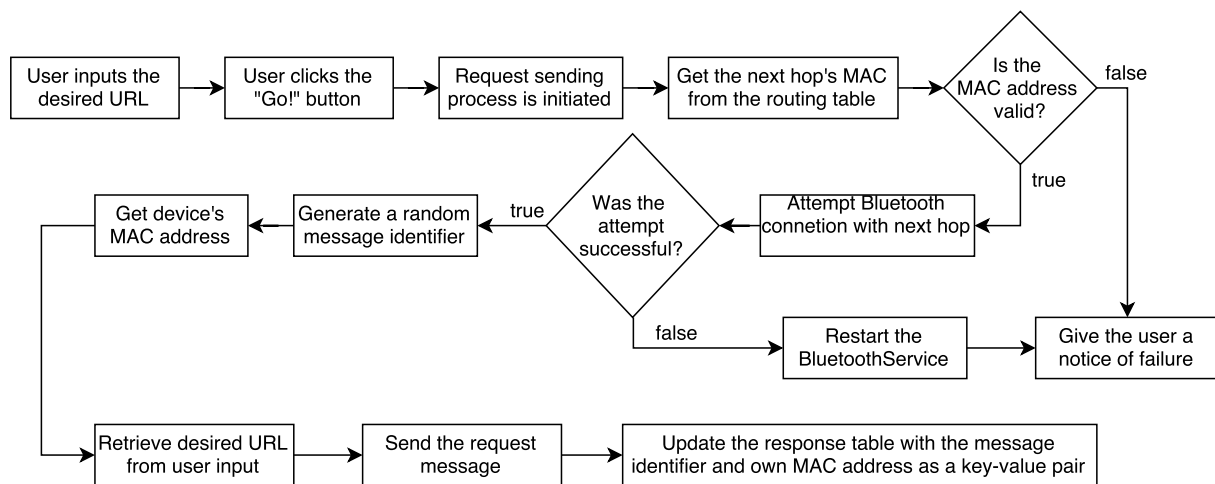 User inputs the
desired URL
User clicks the
"Go!" button
Request sending
process is initiated
Get the next hop's MAC
from the routing table
Is the
MAC address
valid?
false
true
Attempt Bluetooth
connetion with next hop
Was the
attempt
successful?
true
Generate a random
message identifier
Get device's
MAC address
false
Restart the
BluetoothService
Give the user a
notice of failure
Retrieve desired URL
from user input
Send the request
message
Update the response table with the message
identifier and own MAC address as a key-value pair